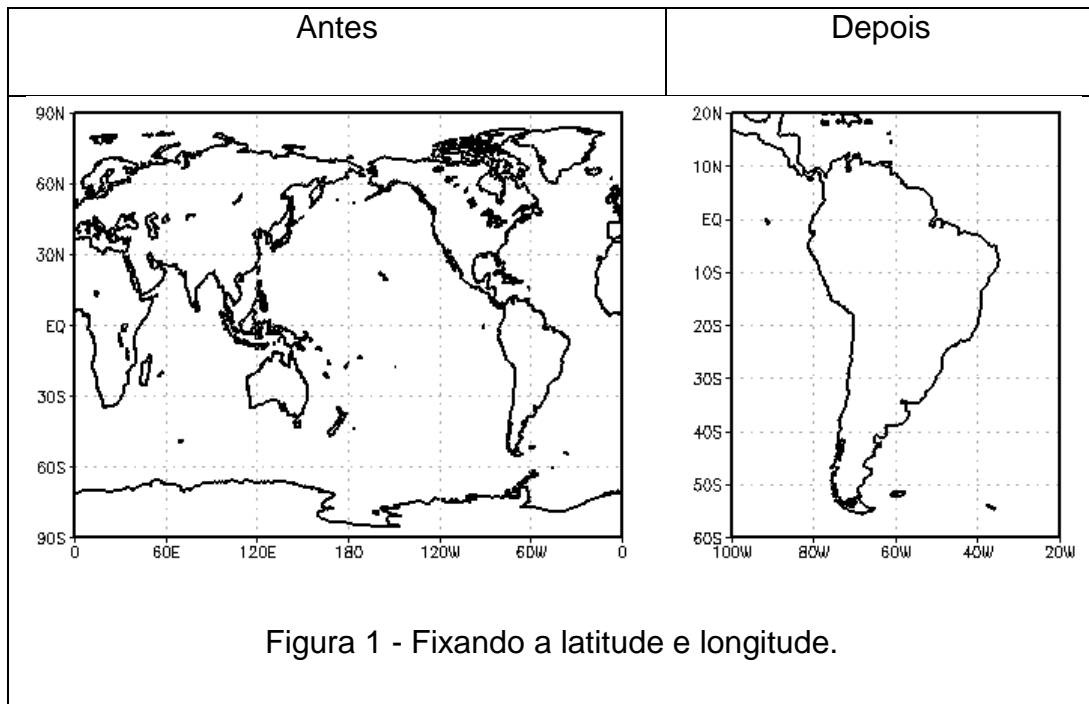 Antes
Depois
90N
60N
30N
EQ
30S
60S
90S
0 60E 120E 180 120W 60W 0
20N
10N
EQ
10S
20S
30S
40S
50S
60S
100W 80W 60W 40W 20W
Figura 1 - Fixando a latitude e longitude.